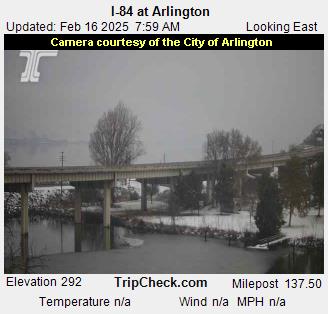 I-84 at Arlington
Updated: Feb 16 2025 7:59 AM Looking East
Camera courtesy of the City of Arlington
Elevation 292 TripCheck.com Milepost 137.50
Temperature n/a Wind n/a MPH n/a